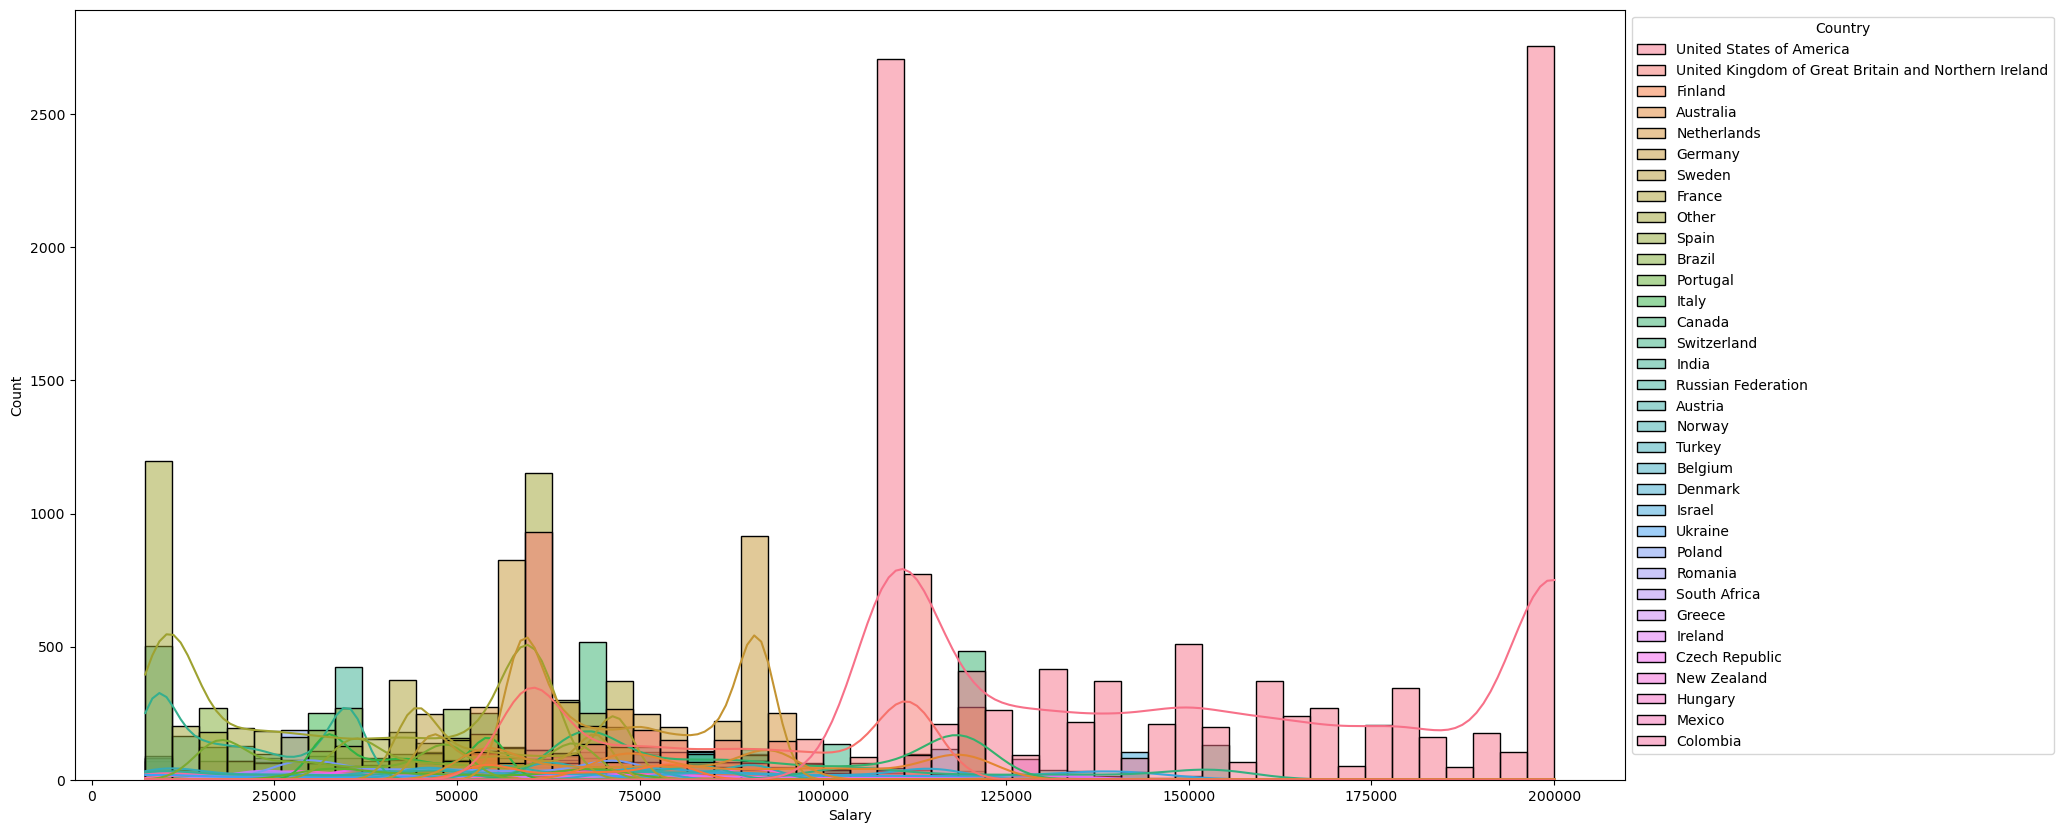 2500
2000
1500
1000
500
0
Count
0 25000 50000 75000 100000 125000 150000 175000 200000
Salary
Country
United States of America
United Kingdom of Great Britain and Northern Ireland
Finland
Australia
Netherlands
Germany
Sweden
France
Other
Spain
Brazil
Portugal
Italy
Canada
Switzerland
India
Russian Federation
Austria
Norway
Turkey
Belgium
Denmark
Israel
Ukraine
Poland
Romania
South Africa
Greece
Ireland
Czech Republic
New Zealand
Hungary
Mexico
Colombia